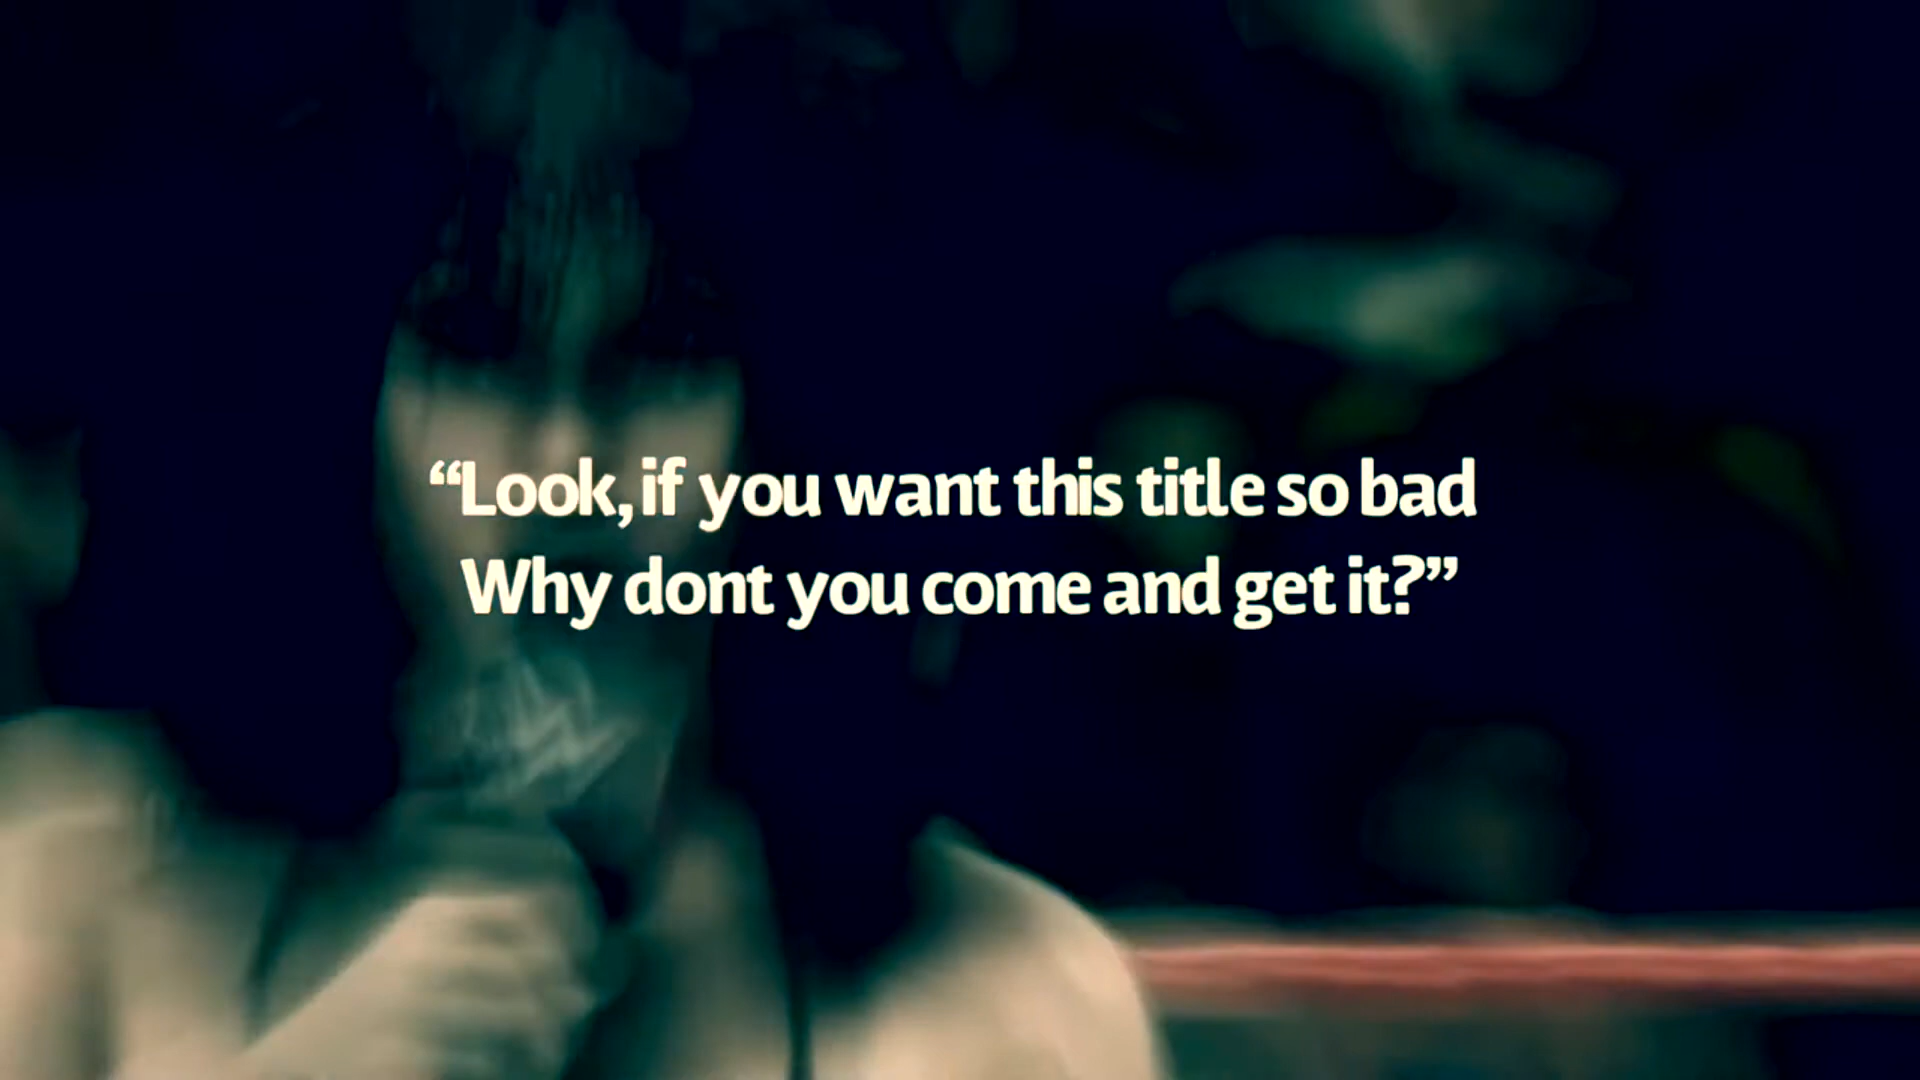 “Look, if you want this title so bad
Why dont you come and get it?”